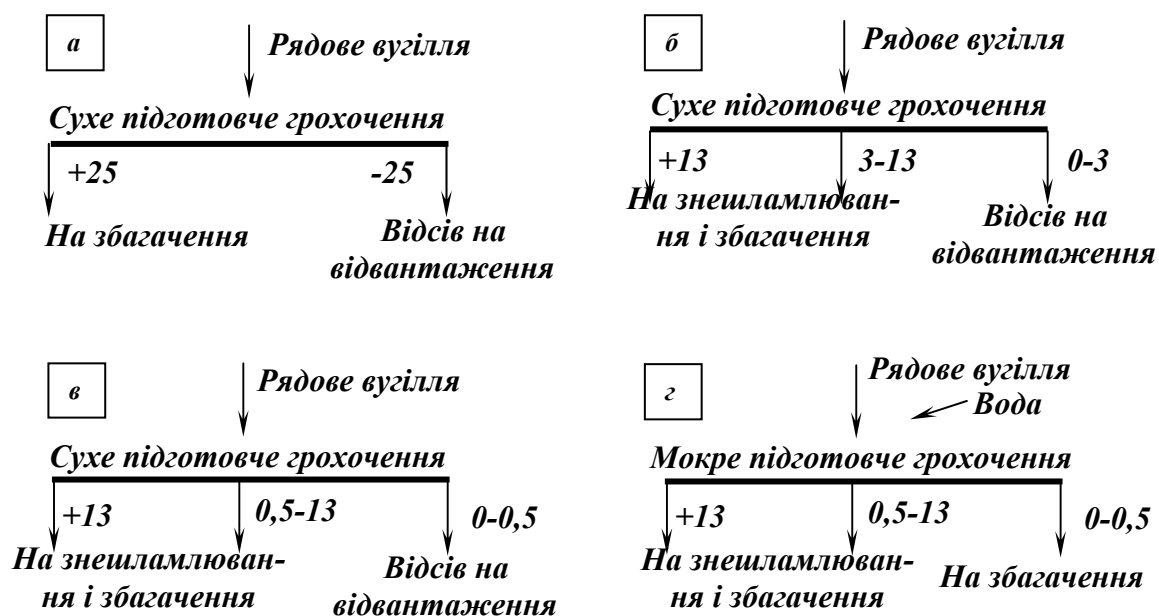 а
Рядове вугілля
Сухе підготовче грохочення
+25
-25
На збагачення
Відсів на
відвантаження
б
Рядове вугілля
Сухе підготовче грохочення
+13
3-13
0-3
На знешламлюван-
ня і збагачення
Відсів на
відвантаження
в
Рядове вугілля
Сухе підготовче грохочення
+13
0,5-13
0-0,5
На знешламлюван-
ня і збагачення
Відсів на
відвантаження
г
Рядове вугілля
Вода
Мокре підготовче грохочення
+13
0,5-13
0-0,5
На знешламлюван-
ня і збагачення
На збагачення